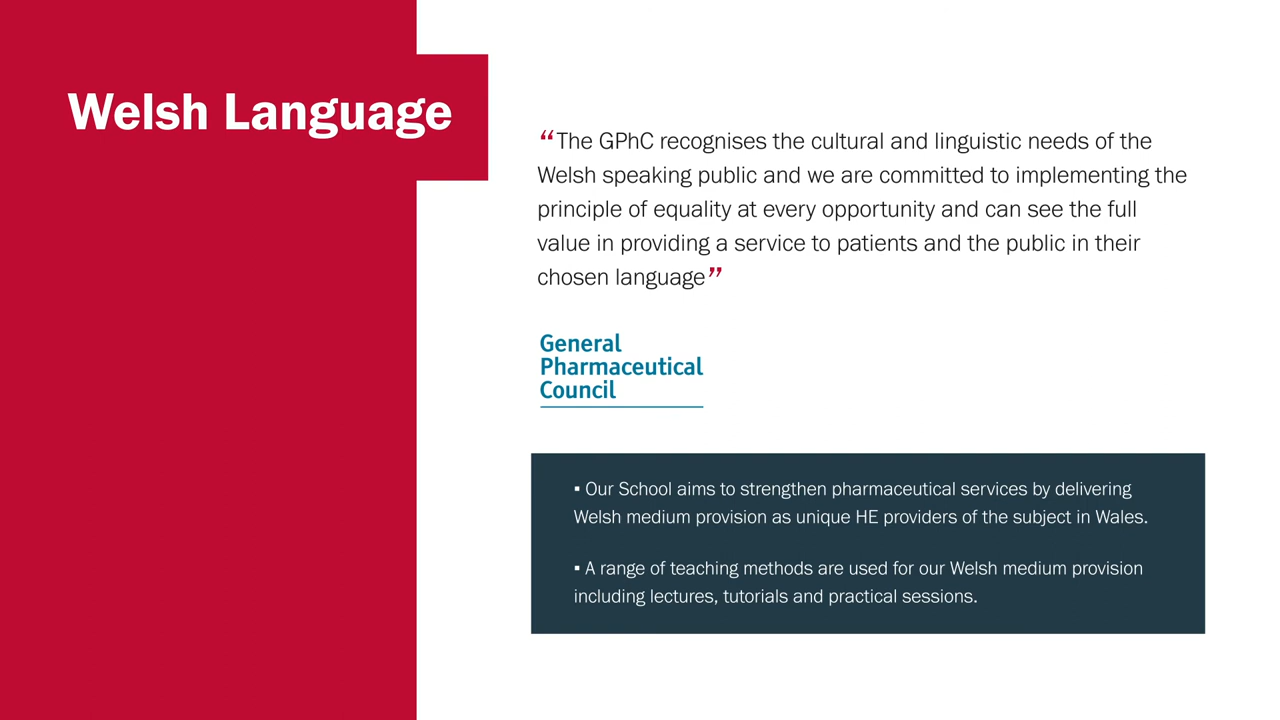 Welsh Language
“The GPhC recognises the cultural and linguistic needs of the
Welsh speaking public and we are committed to implementing the
principle of equality at every opportunity and can see the full
value in providing a service to patients and the public in their
chosen language”
General
Pharmaceutical
Council
▪ Our School aims to strengthen pharmaceutical services by delivering
Welsh medium provision as unique HE providers of the subject in Wales.
▪ A range of teaching methods are used for our Welsh medium provision
including lectures, tutorials and practical sessions.